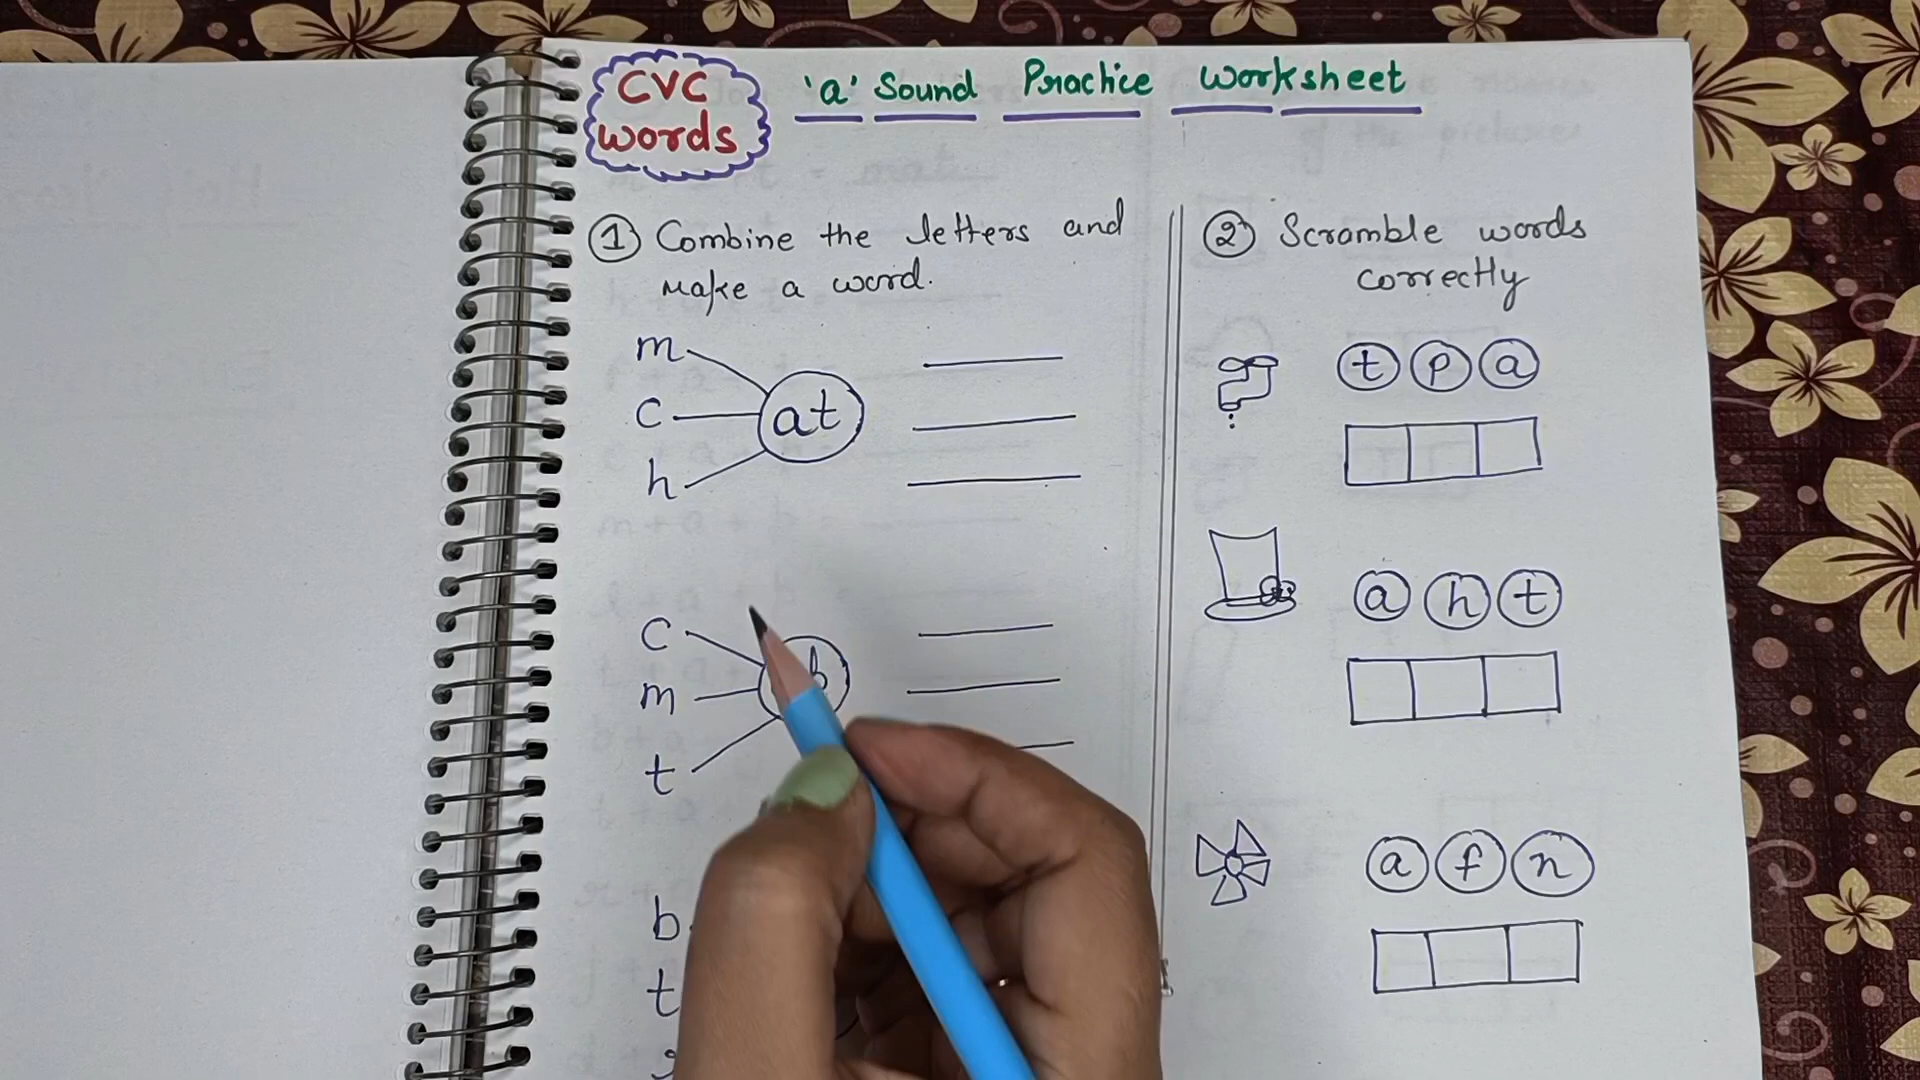 CVC words
'a' Sound Practice Worksheet
1 Combine the letters and
make a word.
m
c
h
at
c
m
t
b
t
2 Scramble words
correctly
t p a
a h t
a f n